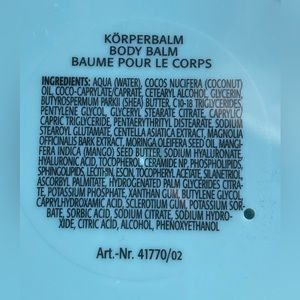 KÖRPERBALM
BODY BALM
BAUME POUR LE CORPS
INGREDIENTS: AQUA (WATER), COCOS NUCIFERA (COCONUT)
OIL, COCO-CAPRYLATE/CAPRATE, CETEARYL ALCOHOL, GLYCERIN,
BUTYROSPERMUM PARKII (SHEA) BUTTER, C10-18 TRIGLYCERIDES,
PENTYLENE GLYCOL, GLYCERYL STEARATE CITRATE, CAPRYLIC/
CAPRIC TRIGLYCERIDE, PENTAERYTHRITYL DISTEARATE, SODIUM
STEAROYL GLUTAMATE, CENTELLA ASIATICA EXTRACT, MAGNOLIA
OFFICINALIS BARK EXTRACT, MORINGA OLEIFERA SEED OIL, MANGI-
FERA INDICA (MANGO) SEED BUTTER, SODIUM HYALURONATE,
HYALURONIC ACID, TOCOPHEROL, NP, PHOSPHOLIPIDS,
SPHINGOLIPIDS, LECITHIN, TOCOPHERYL ACETATE, SILANETRIOL,
ASCORBYL PALMITATE, HYDROGENATED PALM GLYCERIDES CITRA-
TE, POTASSIUM PHOSPHATE, XANTHAN GUM, BUTYLENE GLYCOL,
CAPRYLHYDROXAMIC ACID, SCLEROTIUM GUM, POTASSIUM SOR-
BATE, SORBIC ACID, SODIUM CITRATE, SODIUM HYDRO-
XIDE, CITRIC ACID, ALCOHOL, PHENOXYETHANOL
Art.-Nr. 41770/02